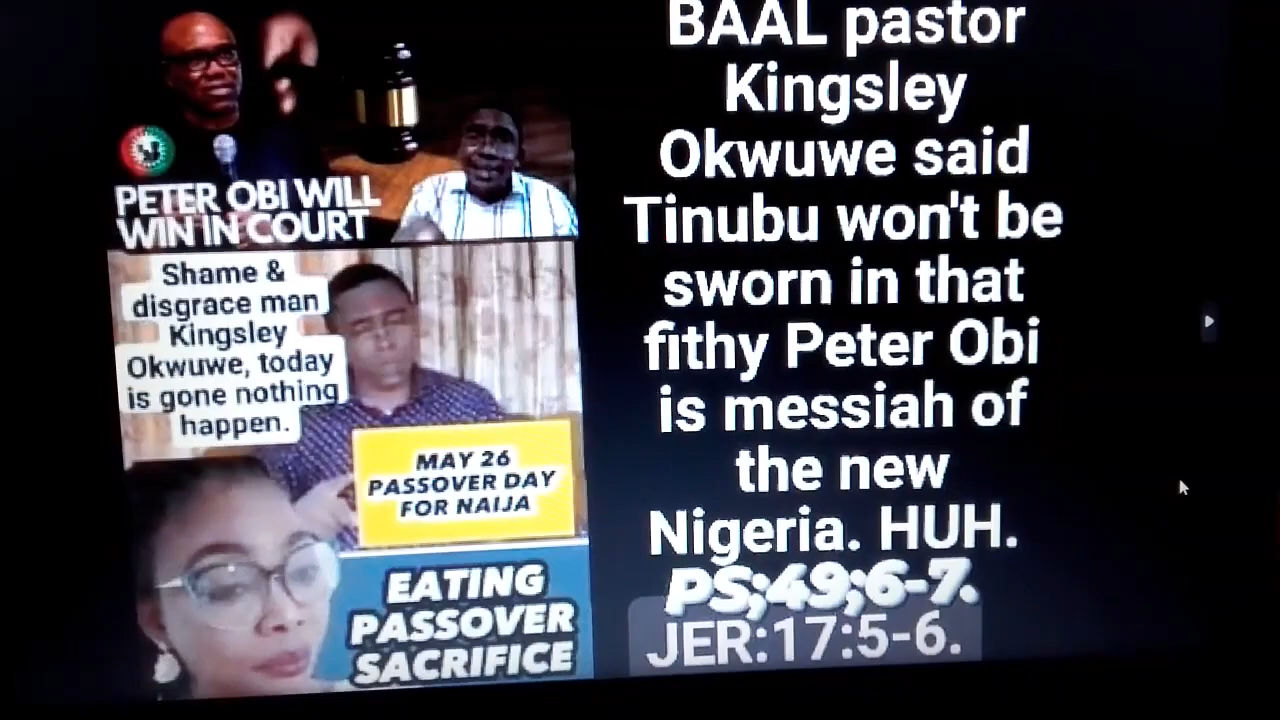 PETER OBI WILL
WIN IN COURT
Shame &
disgrace man
Kingsley
Okwuwe, today
is gone nothing
happen.
MAY 26
PASSOVER DAY
FOR NAIJA
EATING
PASSOVER
SACRIFICE
BAAL pastor
Kingsley
Okwuwe said
Tinubu won't be
sworn in that
fithy Peter Obi
is messiah of
the new
Nigeria. HUH.
PS;49;6-7.
JER:17:5-6.